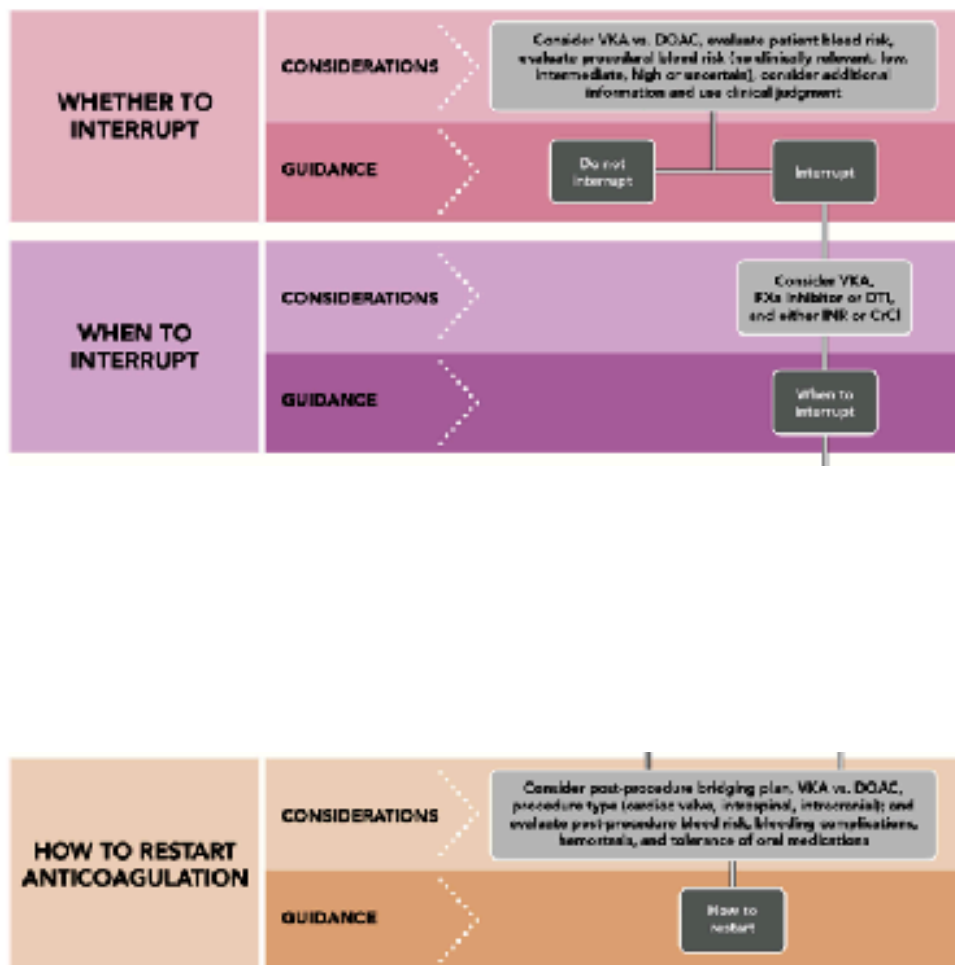 WHETHER TO
INTERRUPT
CONSIDERATIONS
Consider VKA vs. DOAC, evaluate patient bleed risk,
evaluate procedural bleed risk (no clinically relevant, low,
intermediate, high or uncertain), consider additional
information and use clinical judgment
GUIDANCE
Do not
interrupt
Interrupt
WHEN TO
INTERRUPT
CONSIDERATIONS
Consider VKA,
FXa inhibitor or DTI,
and either INR or CrCl
GUIDANCE
When to
interrupt
HOW TO RESTART
ANTICOAGULATION
CONSIDERATIONS
Consider post-procedure bridging plan, VKA vs. DOAC,
procedure type (cardiac valve, intraspinal, intracranial); and
evaluate post-procedure bleed risk, bleeding complications,
hemostasis, and tolerance of oral medications
GUIDANCE
How to
restart